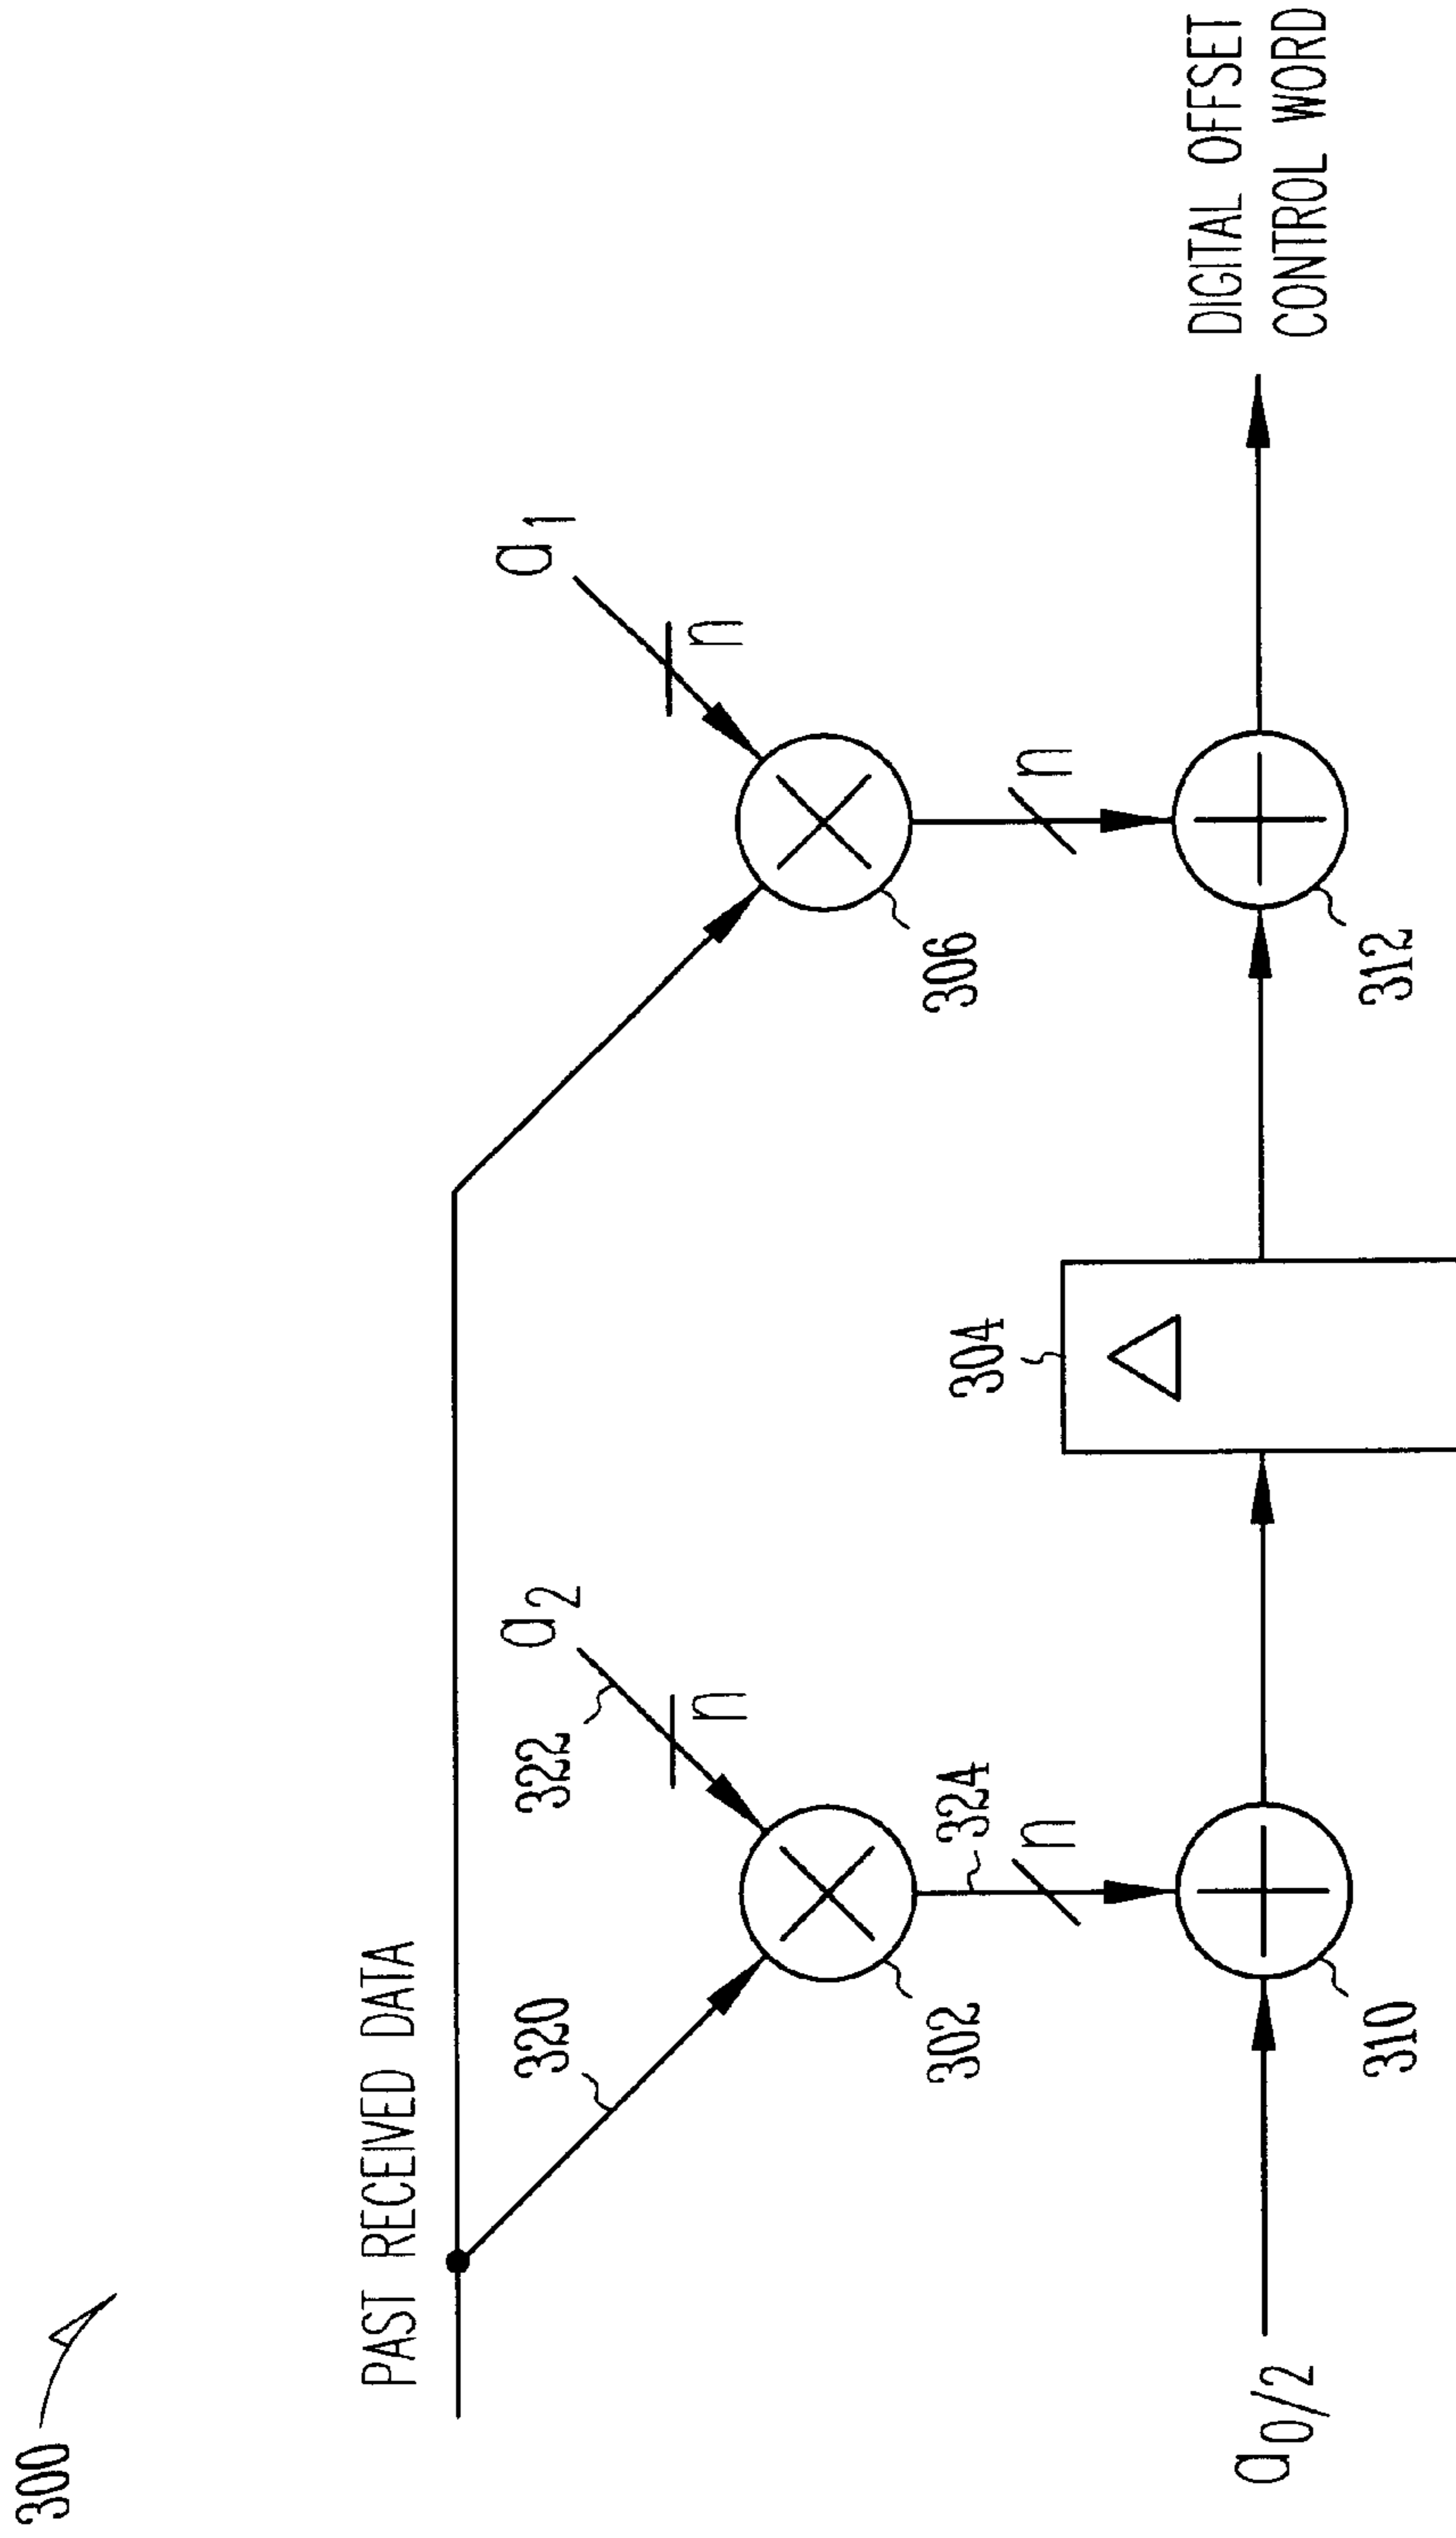 300
PAST RECEIVED DATA
320
322
a2
n
302
324
n
a0/2
310
304
a1
n
306
n
312
DIGITAL OFFSET
CONTROL WORD